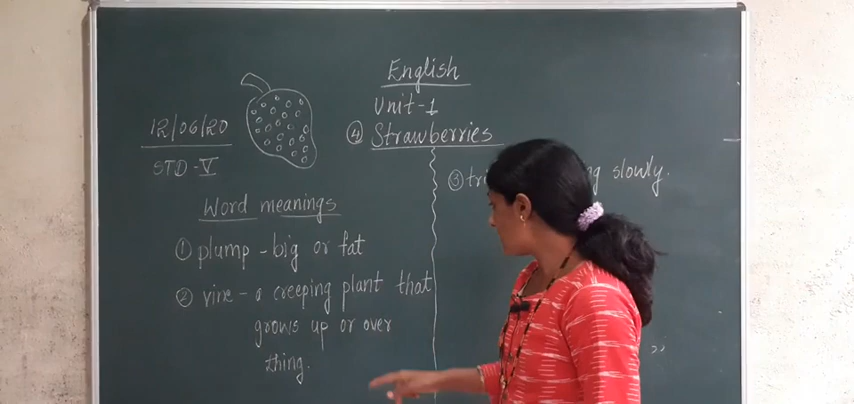 English
Unit-1
④ Strawberries
12/06/20
STD-V
Word meanings
① plump - big or fat
② vine - a creeping plant that
grows up or over
thing.
③ slowly.